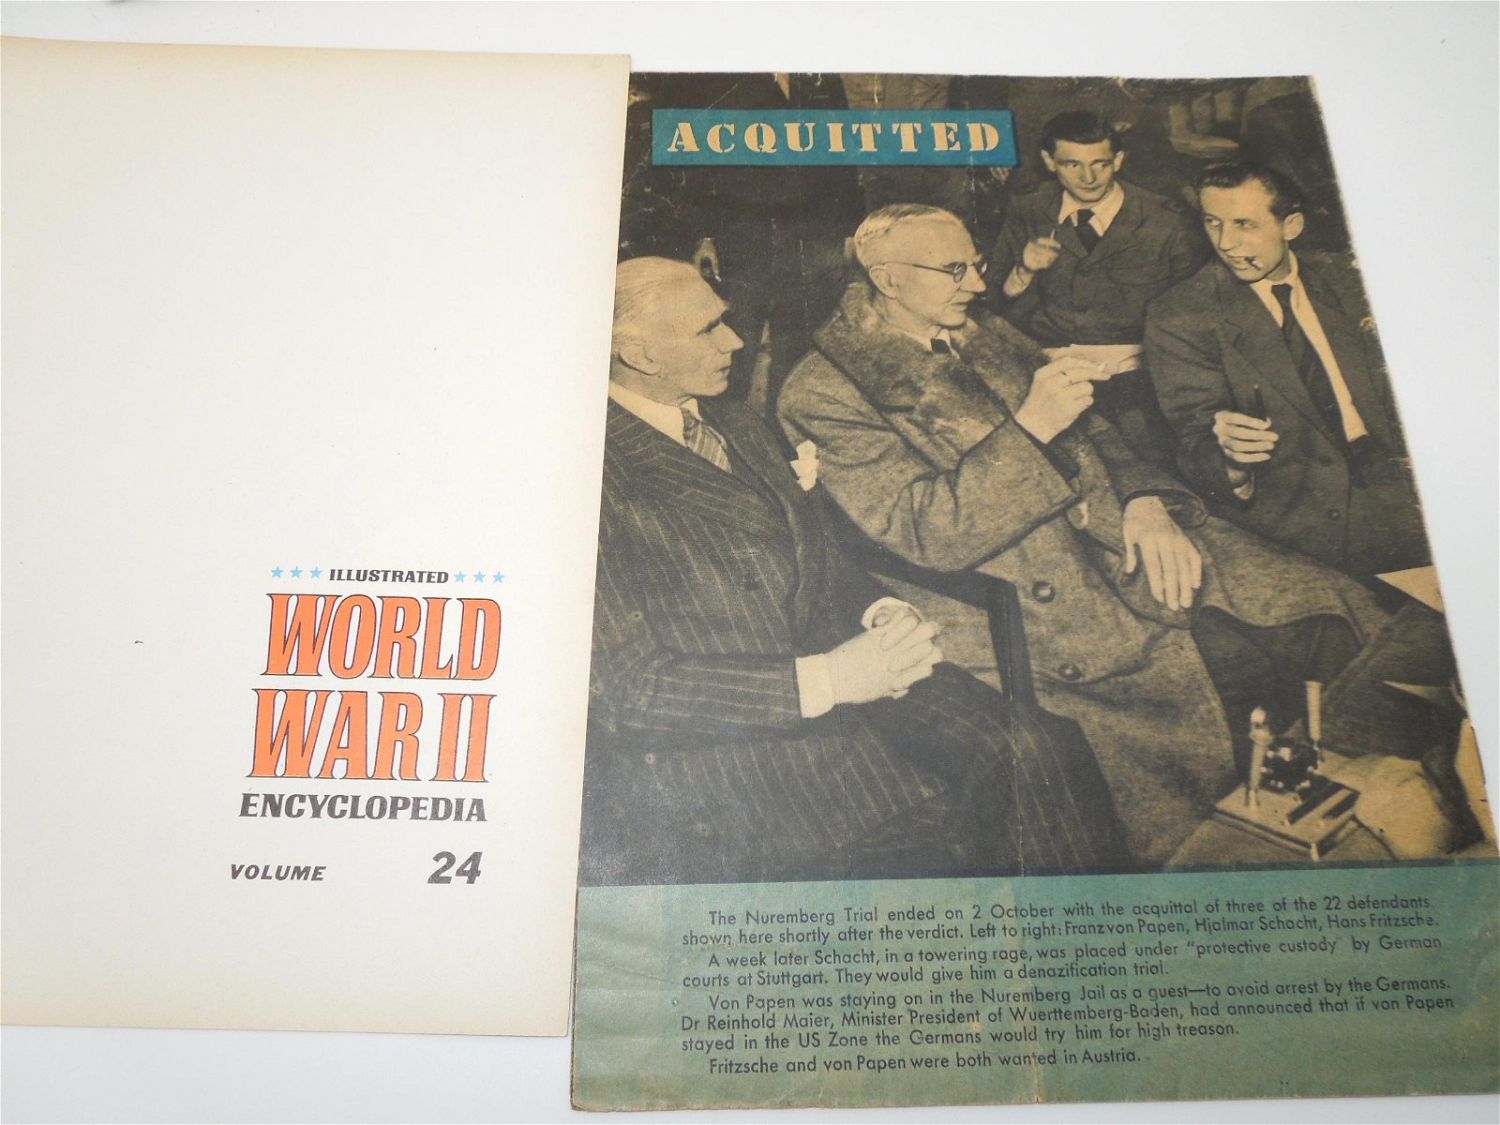 ★ ★ ★ ILLUSTRATED ★ ★ ★
WORLD
WAR II
ENCYCLOPEDIA
VOLUME 24
ACQUITTED
The Nuremberg Trial ended on 2 October with the acquittal of three of the 22 defendants
shown here shortly after the verdict. Left to right: Franz von Papen, Hjalmar Schacht, Hans Fritzsche.
A week later Schacht, in a towering rage, was placed under "protective custody" by German
courts at Stuttgart. They would give him a denazification trial.
Von Papen was staying on in the Nuremberg Jail as a guest—to avoid arrest by the Germans.
Dr Reinhold Maier, Minister President of Wuerttemberg-Baden, had announced that if von Papen
stayed in the US Zone the Germans would try him for high treason.
Fritzsche and von Papen were both wanted in Austria.